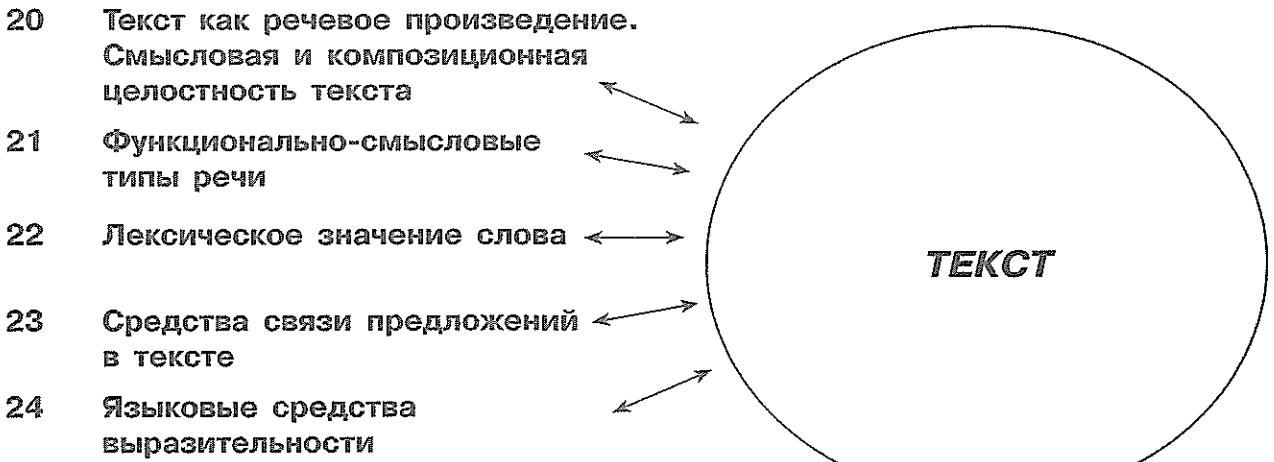 20 Текст как речевое произведение.
Смысловая и композиционная
целостность текста
21 Функционально-смысловые
типы речи
22 Лексическое значение слова
23 Средства связи предложений
в тексте
24 Языковые средства
выразительности
ТЕКСТ